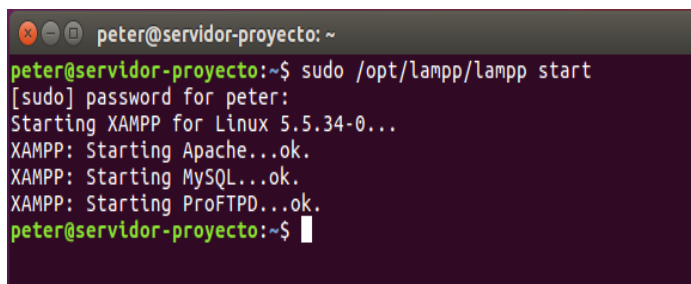 peter@servidor-proyecto: ~
peter@servidor-proyecto:~$ sudo /opt/lampp/lampp start
[sudo] password for peter:
Starting XAMPP for Linux 5.5.34-0...
XAMPP: Starting Apache...ok.
XAMPP: Starting MySQL...ok.
XAMPP: Starting ProFTPD...ok.
peter@servidor-proyecto:~$